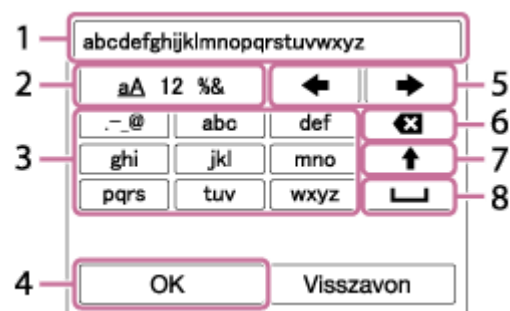 1 abcdefghijklmnopqrstuvwxyz
2 aA 12 %& 5
.-_@ abc def 6
3 ghi jkl mno 7
pqrs tuv wxyz 8
4 OK Visszavon